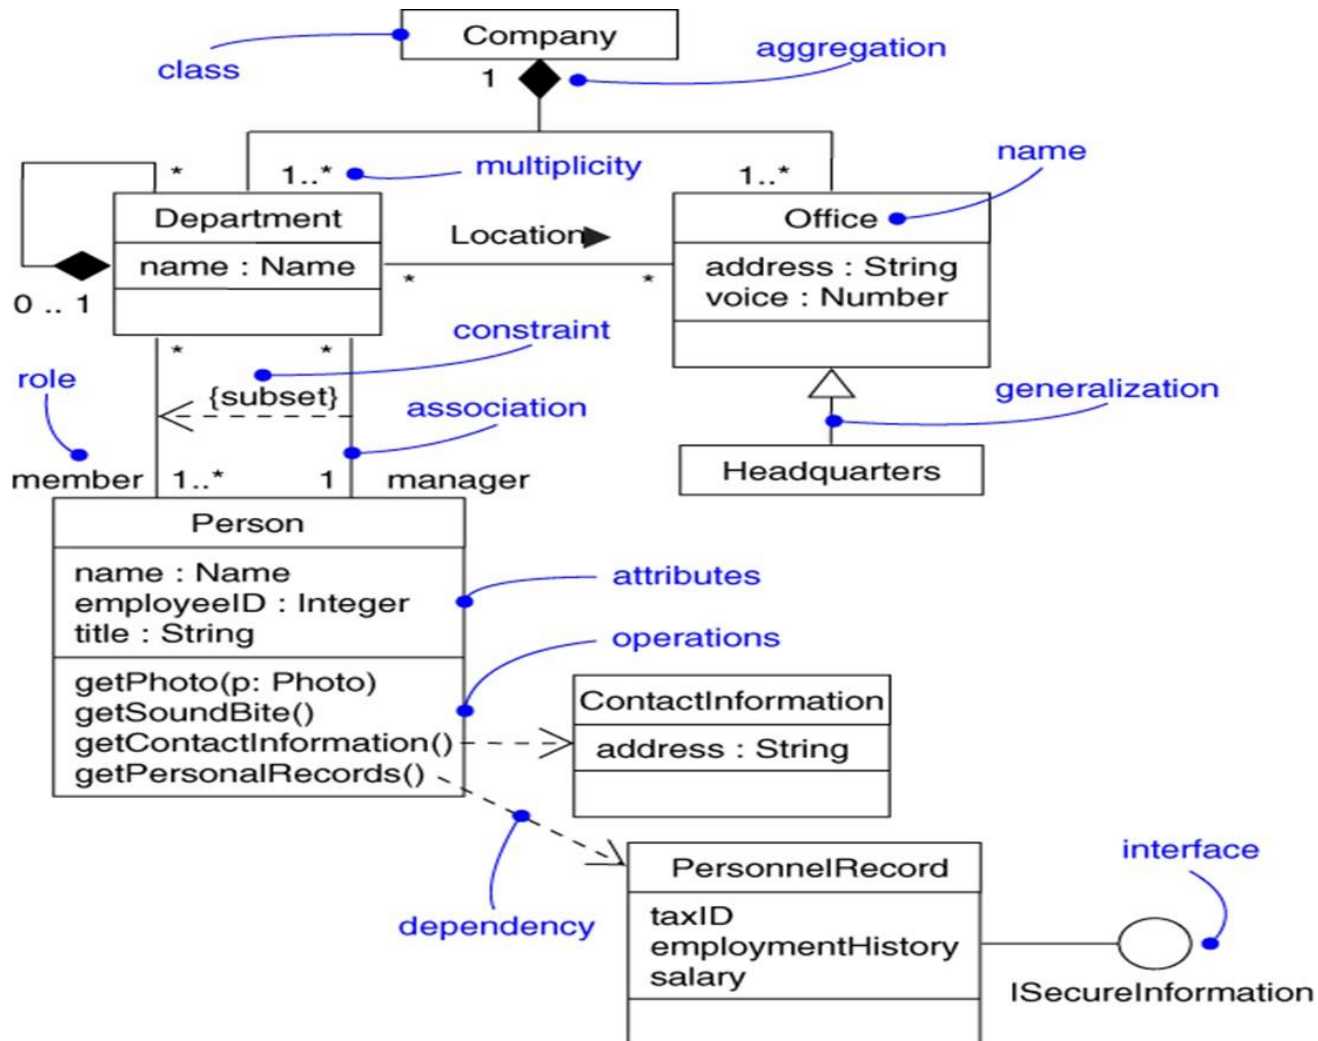 Company
aggregation
class
1
name
*
1..*
multiplicity
1..*
Department
Office
Location
name : Name
address : String
voice : Number
*
*
0 .. 1
constraint
*
*
role
{subset}
association
generalization
member
1..*
1
manager
Headquarters
Person
name : Name
employeeID : Integer
title : String
attributes
operations
getPhoto(p: Photo)
getSoundBite()
getContactInformation()
getPersonalRecords()
ContactInformation
address : String
dependency
PersonnelRecord
taxID
employmentHistory
salary
interface
ISecureInformation